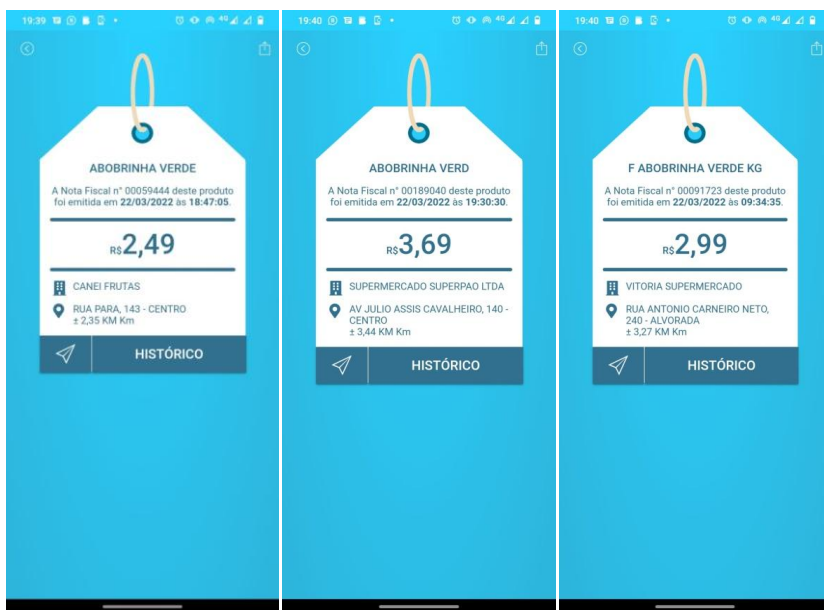 19:39
4G
ABOBRINHA VERDE
A Nota Fiscal n° 00059444 deste produto
foi emitida em 22/03/2022 às 18:47:05.
R$2,49
CANEI FRUTAS
RUA PARA, 143 - CENTRO
± 2,35 KM Km
HISTÓRICO
19:40
4G
ABOBRINHA VERD
A Nota Fiscal n° 00189040 deste produto
foi emitida em 22/03/2022 às 19:30:30.
R$3,69
SUPERMERCADO SUPERPAO LTDA
AV JULIO ASSIS CAVALHEIRO, 140 -
CENTRO
± 3,44 KM Km
HISTÓRICO
19:40
4G
F ABOBRINHA VERDE KG
A Nota Fiscal n° 00091723 deste produto
foi emitida em 22/03/2022 às 09:34:35.
R$2,99
VITORIA SUPERMERCADO
RUA ANTONIO CARNEIRO NETO,
240 - ALVORADA
± 3,27 KM Km
HISTÓRICO